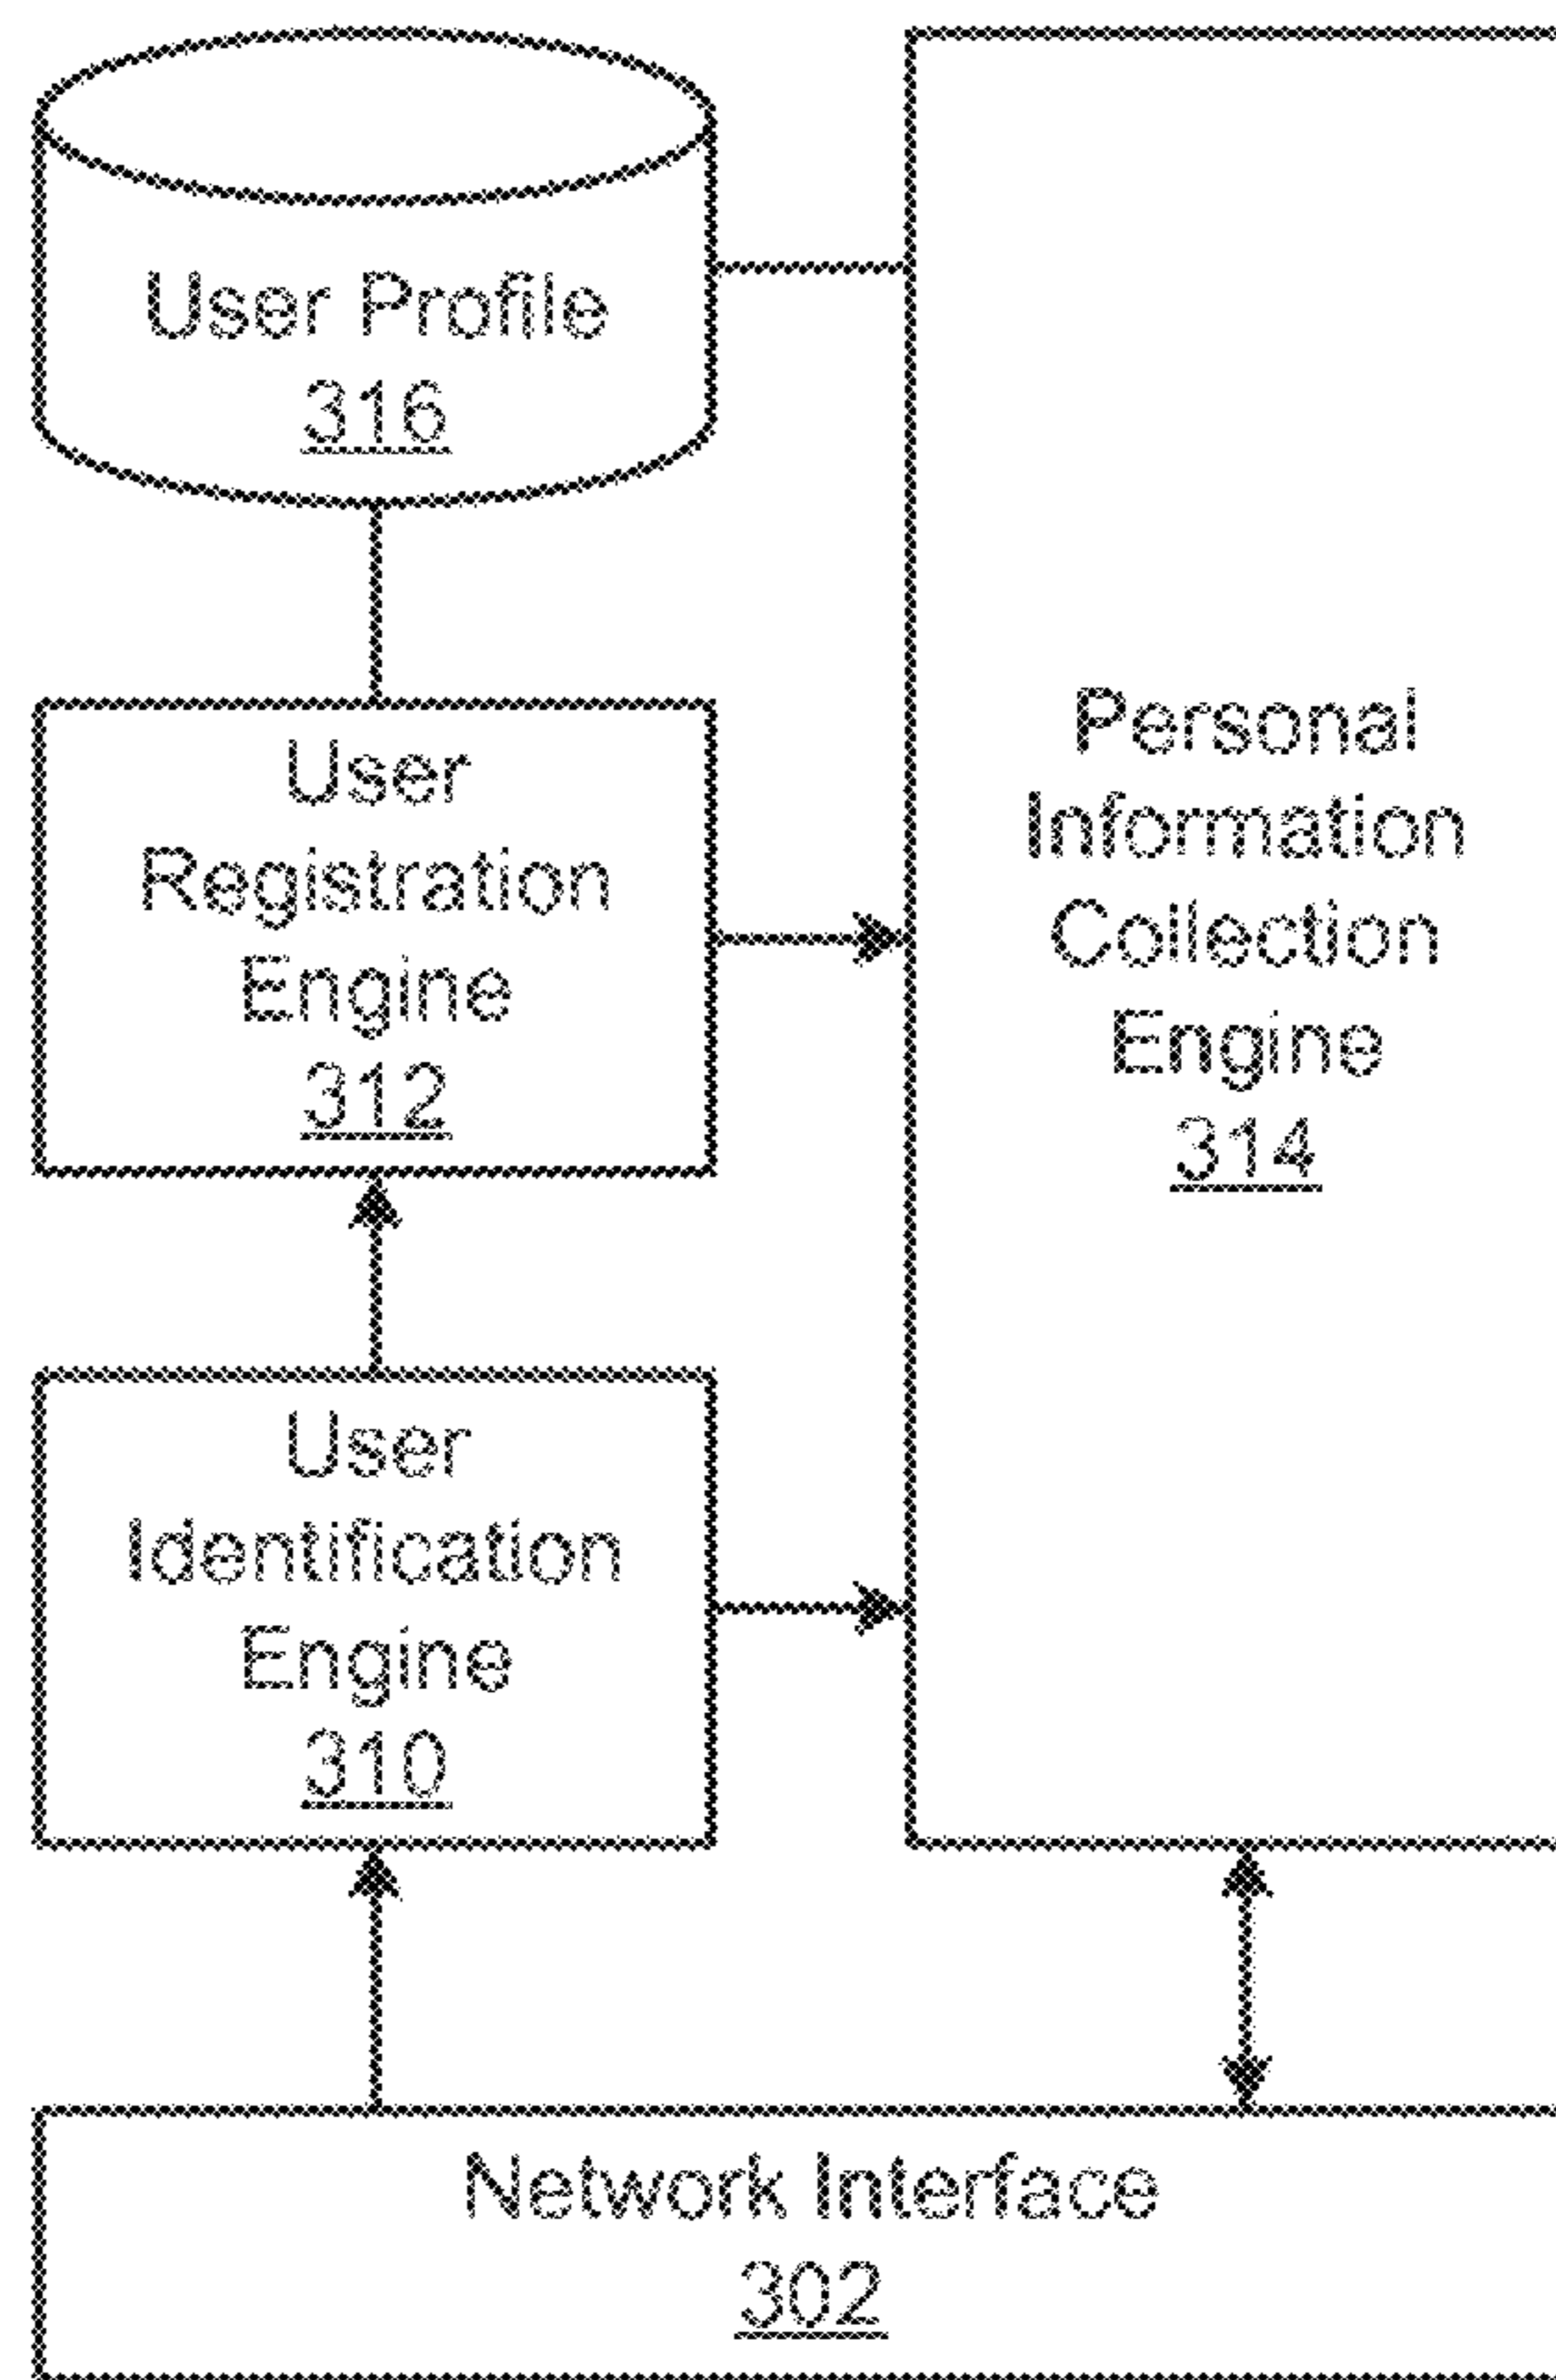 User Profile
316
User
Registration
Engine
312
Personal
Information
Collection
Engine
314
User
Identification
Engine
310
Network Interface
302